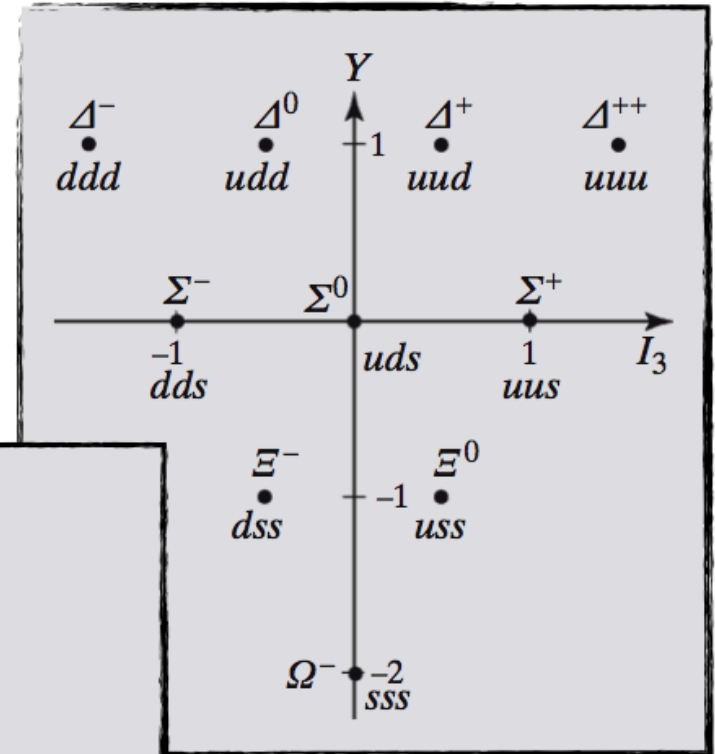 Y
Δ⁻ Δ⁰ Δ⁺ Δ⁺⁺
1
ddd udd uud uuu
Σ⁻ Σ⁰ Σ⁺
–1 uds 1 I₃
dds uus
Ξ⁻ Ξ⁰
–1
dss uss
Ω⁻ –2
sss